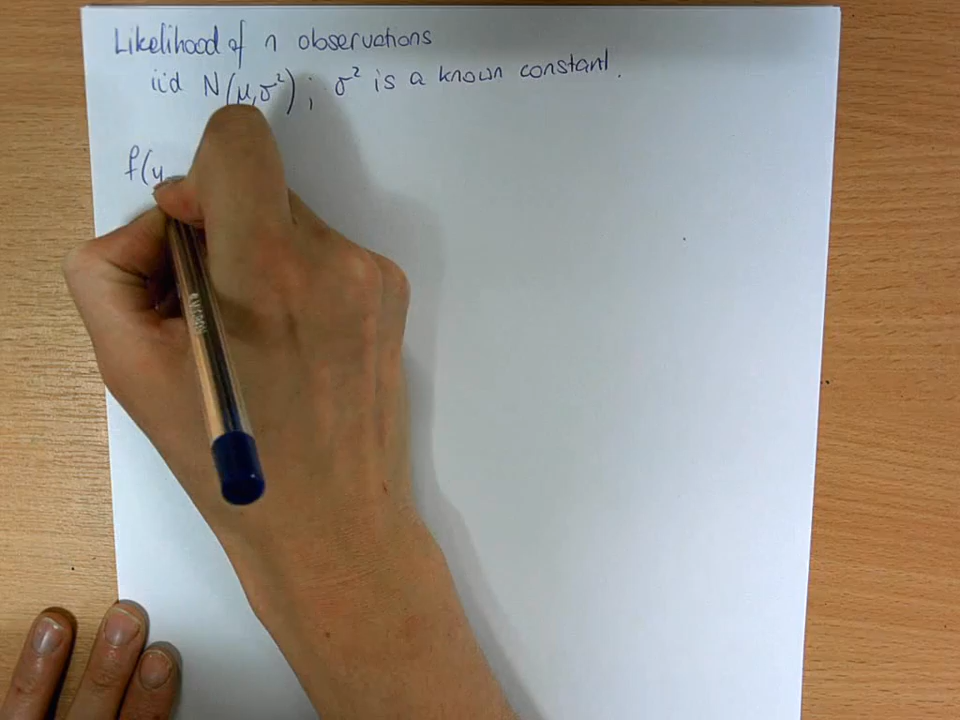 Likelihood of n observations
iid N(μ,σ²); σ² is a known constant.
f(y